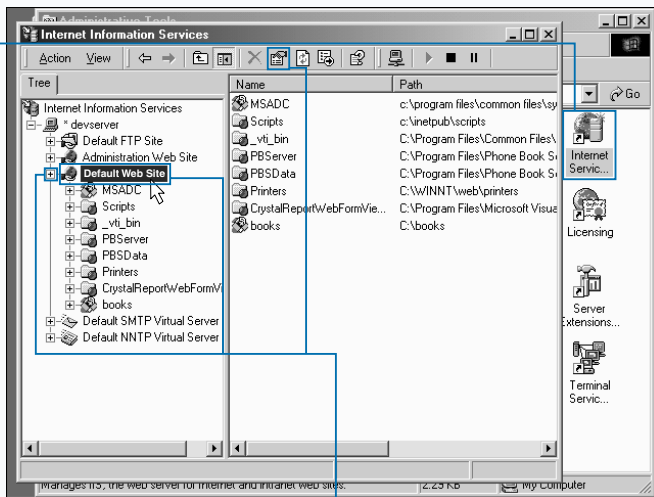 Administrative Tools
Internet Information Services
Action View
Tree
Name Path
Internet Information Services
* devserver
Default FTP Site
Administration Web Site
Default Web Site
MSADC
Scripts
_vti_bin
PBServer
PBSData
Printers
CrystalReportWebFormVi
books
Default SMTP Virtual Server
Default NNTP Virtual Server
MSADC c:\program files\common files\sy
Scripts c:\inetpub\scripts
_vti_bin C:\Program Files\Common Files\
PBServer C:\Program Files\Phone Book Se
PBSData C:\Program Files\Phone Book Se
Printers C:\WINNT\web\printers
CrystalReportWebFormVie... C:\Program Files\Microsoft Visua
books C:\books
Go
Internet
Servic...
Licensing
Server
Extensions...
Terminal
Servic...
Manages IIS, the web server for Internet and intranet web sites. 2.29 KB My Computer